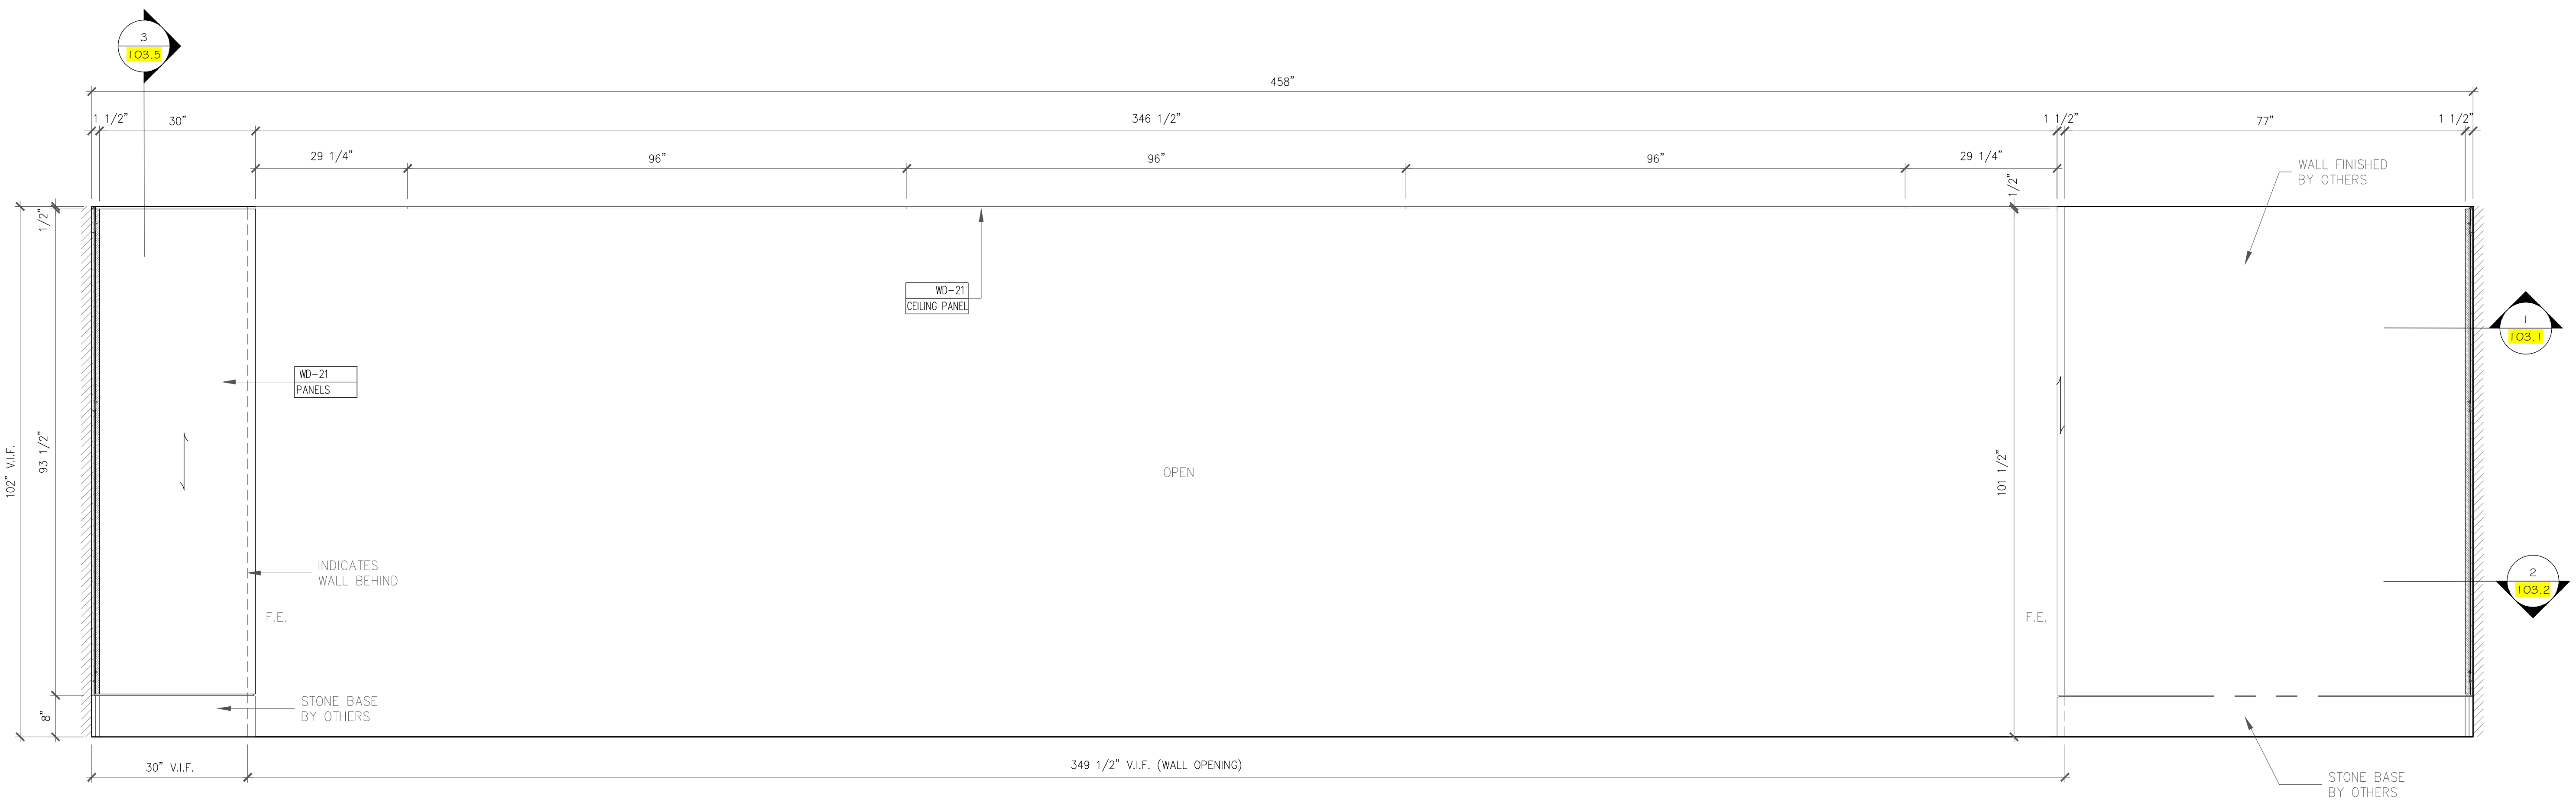 3
103.5
458"
1 1/2"
30"
346 1/2"
1 1/2"
77"
1 1/2"
29 1/4"
96"
96"
96"
29 1/4"
WALL FINISHED
BY OTHERS
1/2"
1/2"
WD-21
CEILING PANEL
1
103.1
WD-21
PANELS
102" V.I.F.
93 1/2"
OPEN
101 1/2"
INDICATES
WALL BEHIND
2
103.2
F.E.
F.E.
STONE BASE
BY OTHERS
8"
30" V.I.F.
349 1/2" V.I.F. (WALL OPENING)
STONE BASE
BY OTHERS